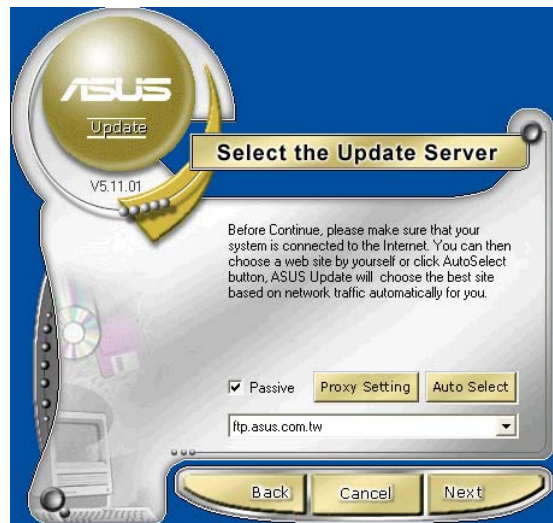 ASUS
Update
V5.11.01
Select the Update Server
Before Continue, please make sure that your
system is connected to the Internet. You can then
choose a web site by yourself or click AutoSelect
button, ASUS Update will choose the best site
based on network traffic automatically for you.
Passive
Proxy Setting
Auto Select
ftp.asus.com.tw
Back
Cancel
Next